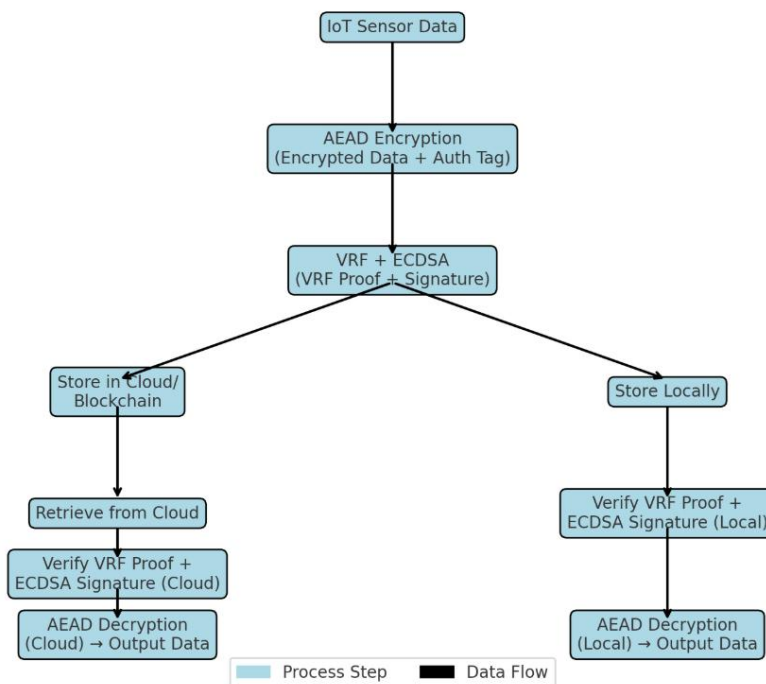 IoT Sensor Data
AEAD Encryption
(Encrypted Data + Auth Tag)
VRF + ECDSA
(VRF Proof + Signature)
Store in Cloud/
Blockchain
Store Locally
Retrieve from Cloud
Verify VRF Proof +
ECDSA Signature (Local)
Verify VRF Proof +
ECDSA Signature (Cloud)
AEAD Decryption
(Cloud) → Output Data
AEAD Decryption
(Local) → Output Data
Process Step
Data Flow